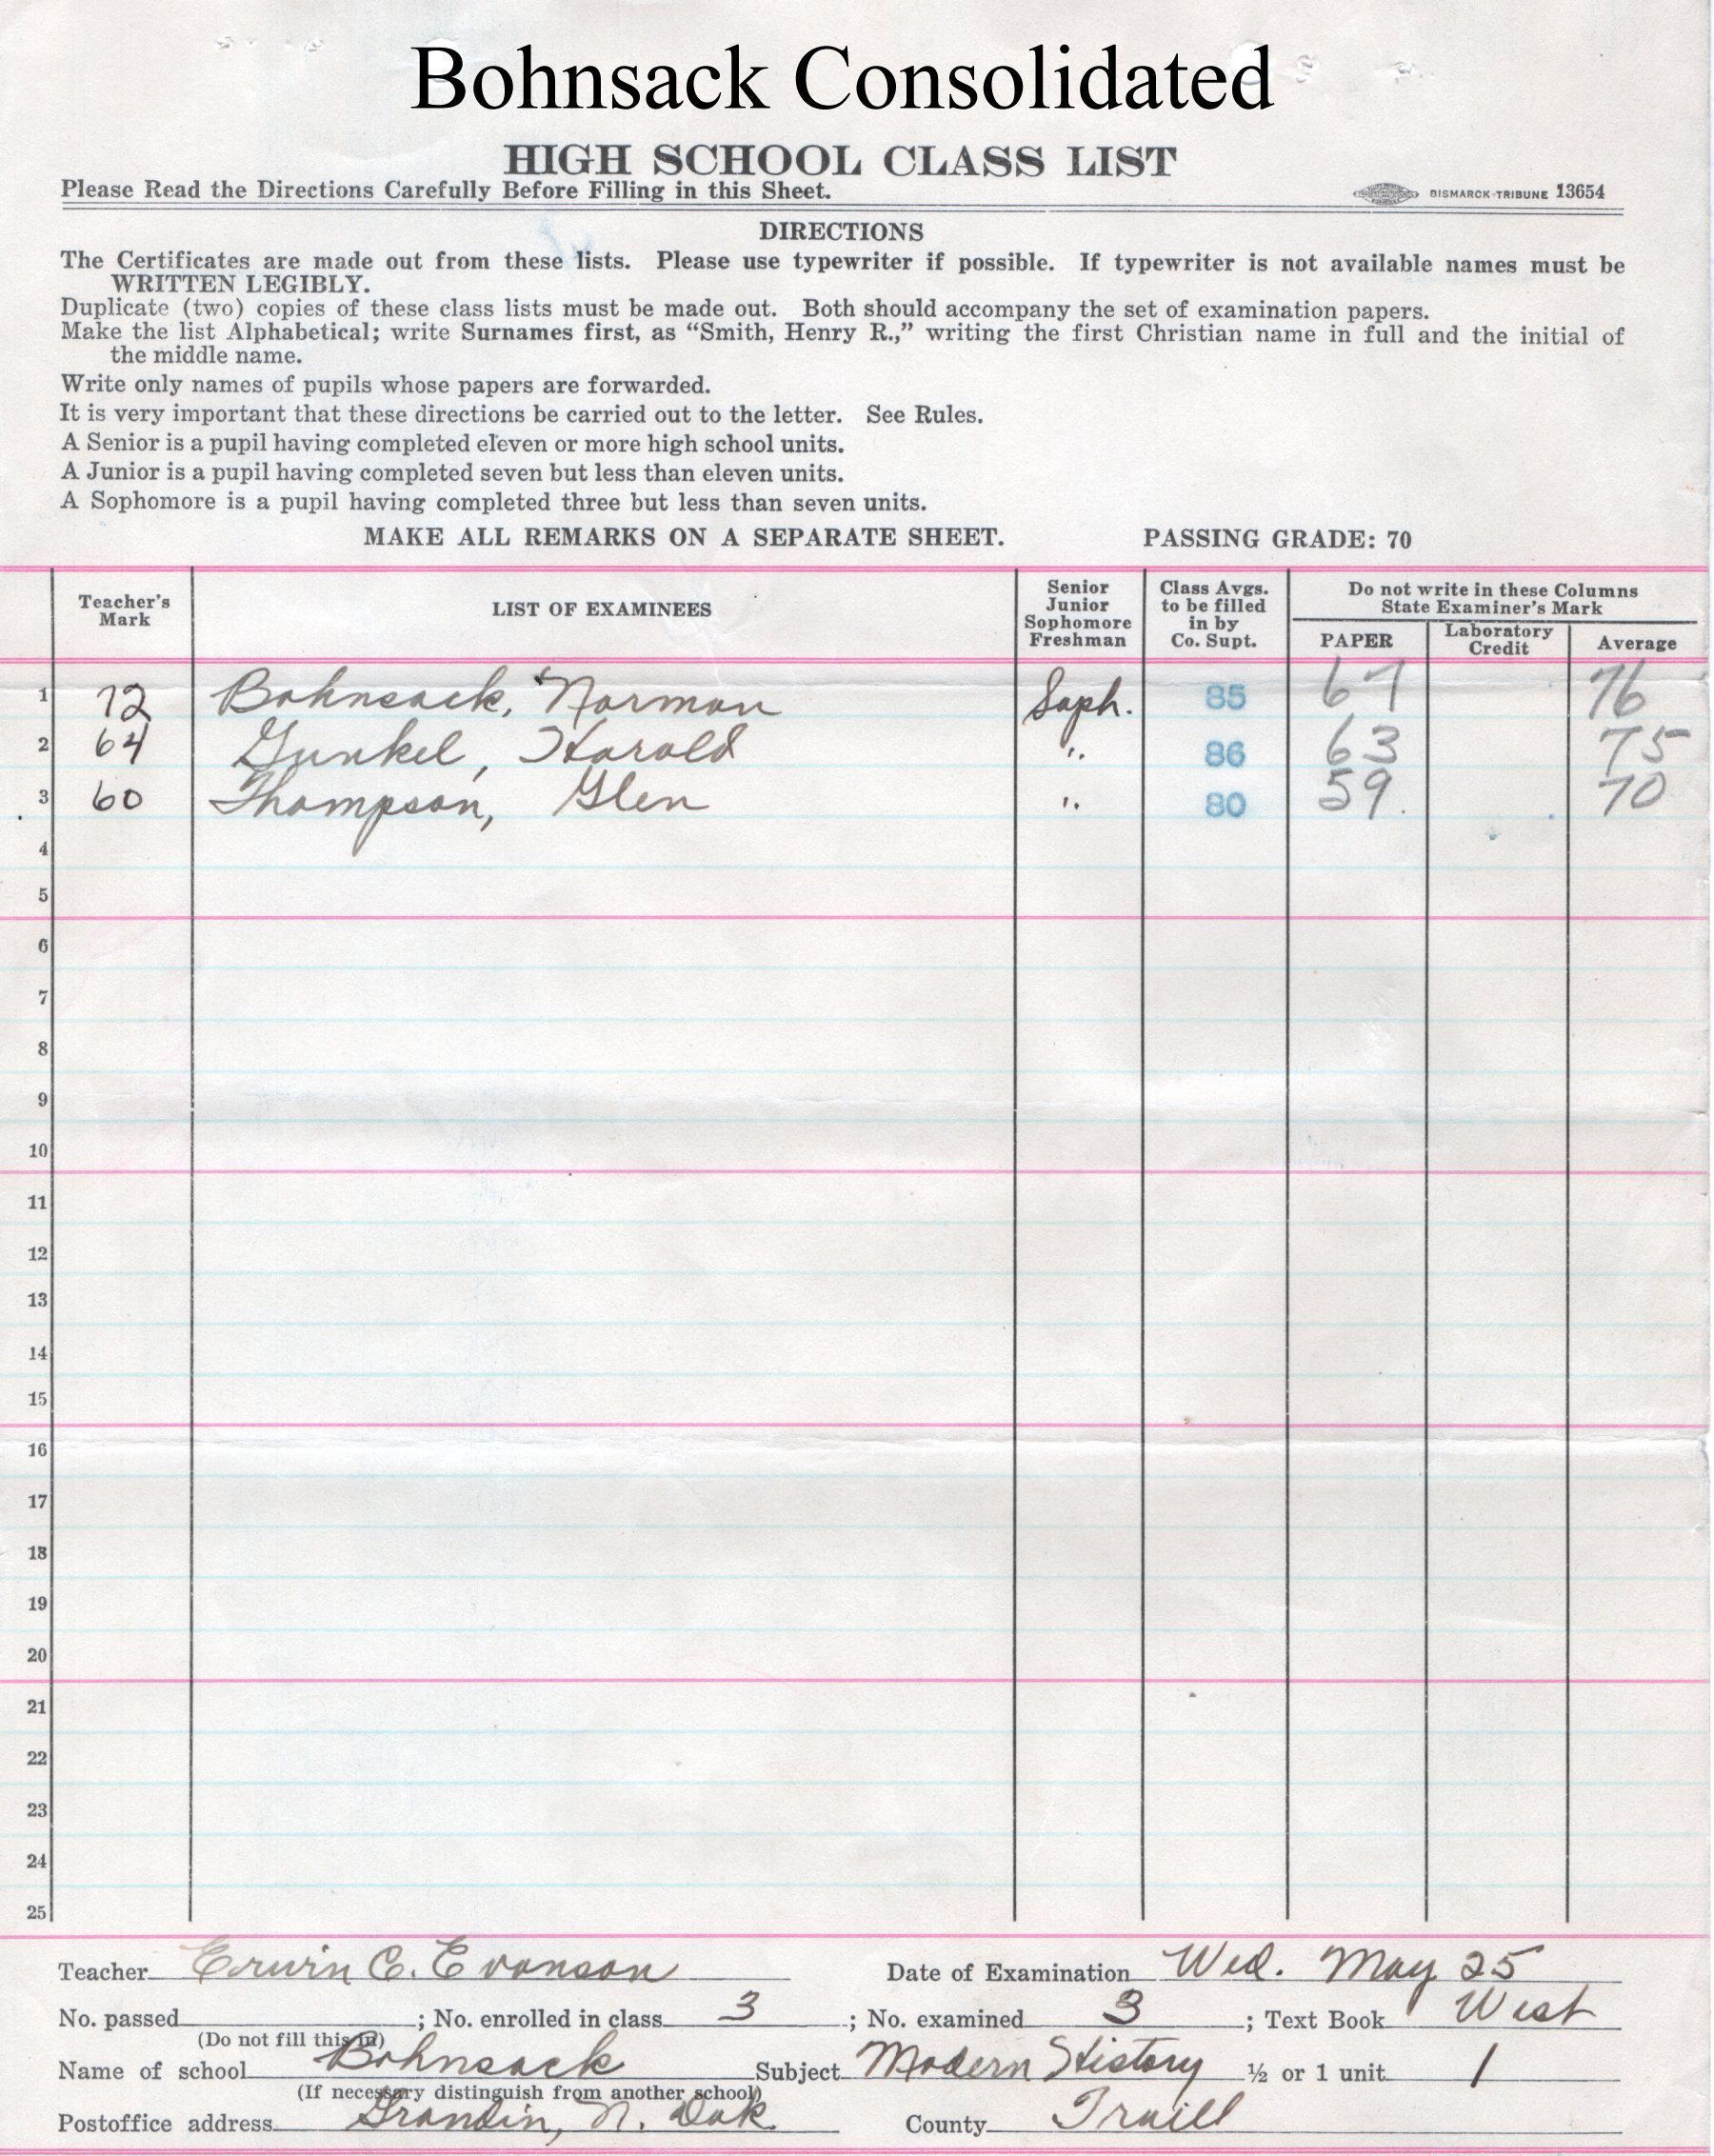 Bohnsack Consolidated
HIGH SCHOOL CLASS LIST
Please Read the Directions Carefully Before Filling in this Sheet. BISMARCK TRIBUNE 13654
DIRECTIONS
The Certificates are made out from these lists. Please use typewriter if possible. If typewriter is not available names must be
WRITTEN LEGIBLY.
Duplicate (two) copies of these class lists must be made out. Both should accompany the set of examination papers.
Make the list Alphabetical; write Surnames first, as “Smith, Henry R.,” writing the first Christian name in full and the initial of
the middle name.
Write only names of pupils whose papers are forwarded.
It is very important that these directions be carried out to the letter. See Rules.
A Senior is a pupil having completed eleven or more high school units.
A Junior is a pupil having completed seven but less than eleven units.
A Sophomore is a pupil having completed three but less than seven units.
MAKE ALL REMARKS ON A SEPARATE SHEET. PASSING GRADE: 70
Teacher's
Mark
LIST OF EXAMINEES
Senior
Junior
Sophomore
Freshman
Class Avgs.
to be filled
in by
Co. Supt.
Do not write in these Columns
State Examiner's Mark
PAPER
Laboratory
Credit
Average
1 72 Bohnsack, Norman Soph. 85 67 76
2 64 Gunkel, Harold " 86 63 75
3 60 Thompson, Glen " 80 59. 70
4
5
6
7
8
9
10
11
12
13
14
15
16
17
18
19
20
21
22
23
24
25
Teacher Erwin C. Evanson Date of Examination Wed. May 25
No. passed ; No. enrolled in class 3 ; No. examined 3 ; Text Book West
(Do not fill this in)
Name of school Bohnsack Subject Modern History ½ or 1 unit 1
(If necessary distinguish from another school)
Postoffice address Grandin, N. Dak. County Traill